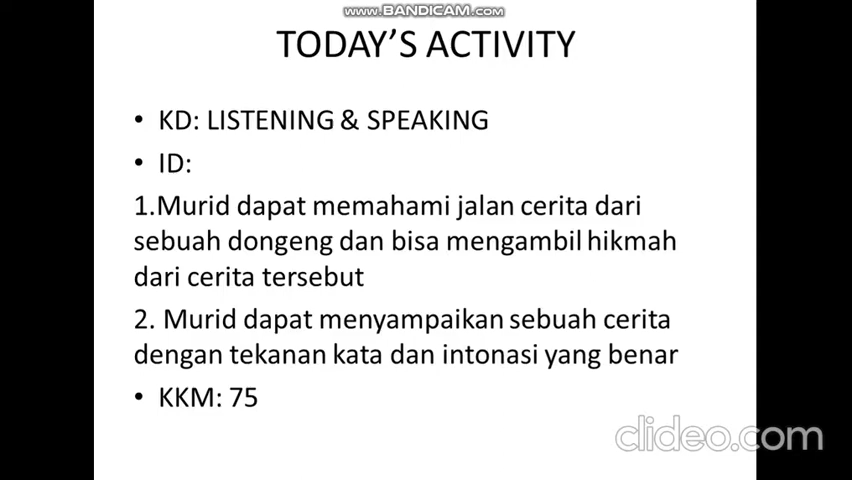 www.BANDICAM.com
TODAY'S ACTIVITY
• KD: LISTENING & SPEAKING
• ID:
1.Murid dapat memahami jalan cerita dari
sebuah dongeng dan bisa mengambil hikmah
dari cerita tersebut
2. Murid dapat menyampaikan sebuah cerita
dengan tekanan kata dan intonasi yang benar
• KKM: 75
clideo.com